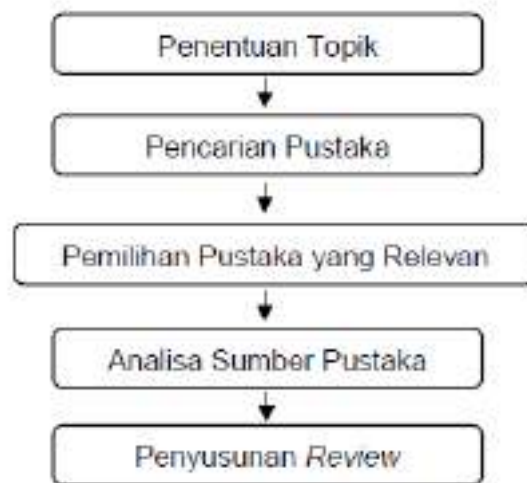 Penentuan Topik
Pencarian Pustaka
Pemilihan Pustaka yang Relevan
Analisa Sumber Pustaka
Penyusunan Review